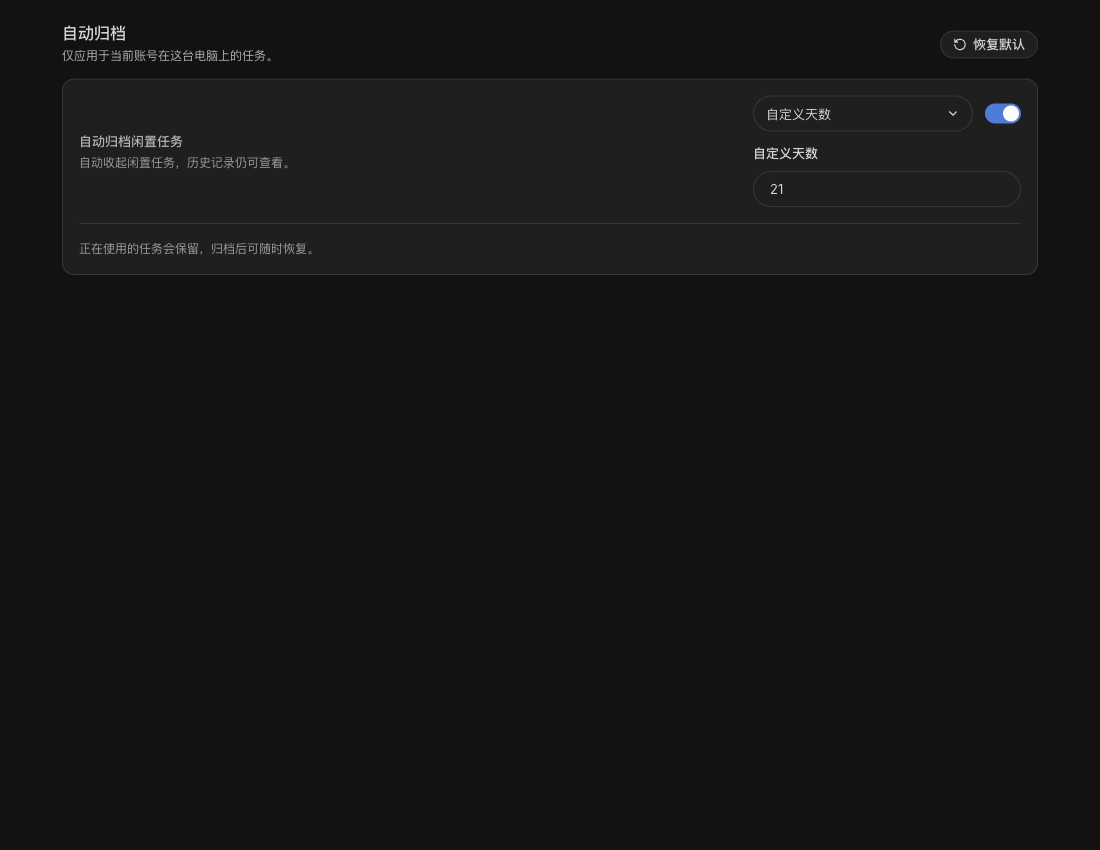 自动归档
仅应用于当前账号在这台电脑上的任务。
恢复默认
自动归档闲置任务
自动收起闲置任务，历史记录仍可查看。
自定义天数
自定义天数
21
正在使用的任务会保留，归档后可随时恢复。